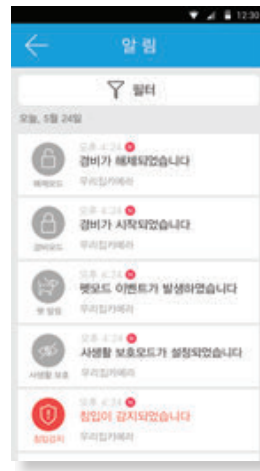 12:30
알 림
필터
오늘, 5월 24일
오후 4:24 N
경비가 해제되었습니다
해제모드
우리집카메라
오후 4:24 N
경비가 시작되었습니다
경비모드
우리집카메라
오후 4:24 N
펫모드 이벤트가 발생하였습니다
펫 알림
우리집카메라
오후 4:24 N
사생활 보호모드가 설정되었습니다
사생활 보호
우리집카메라
오후 4:24 N
침입이 감지되었습니다
침입감지
우리집카메라